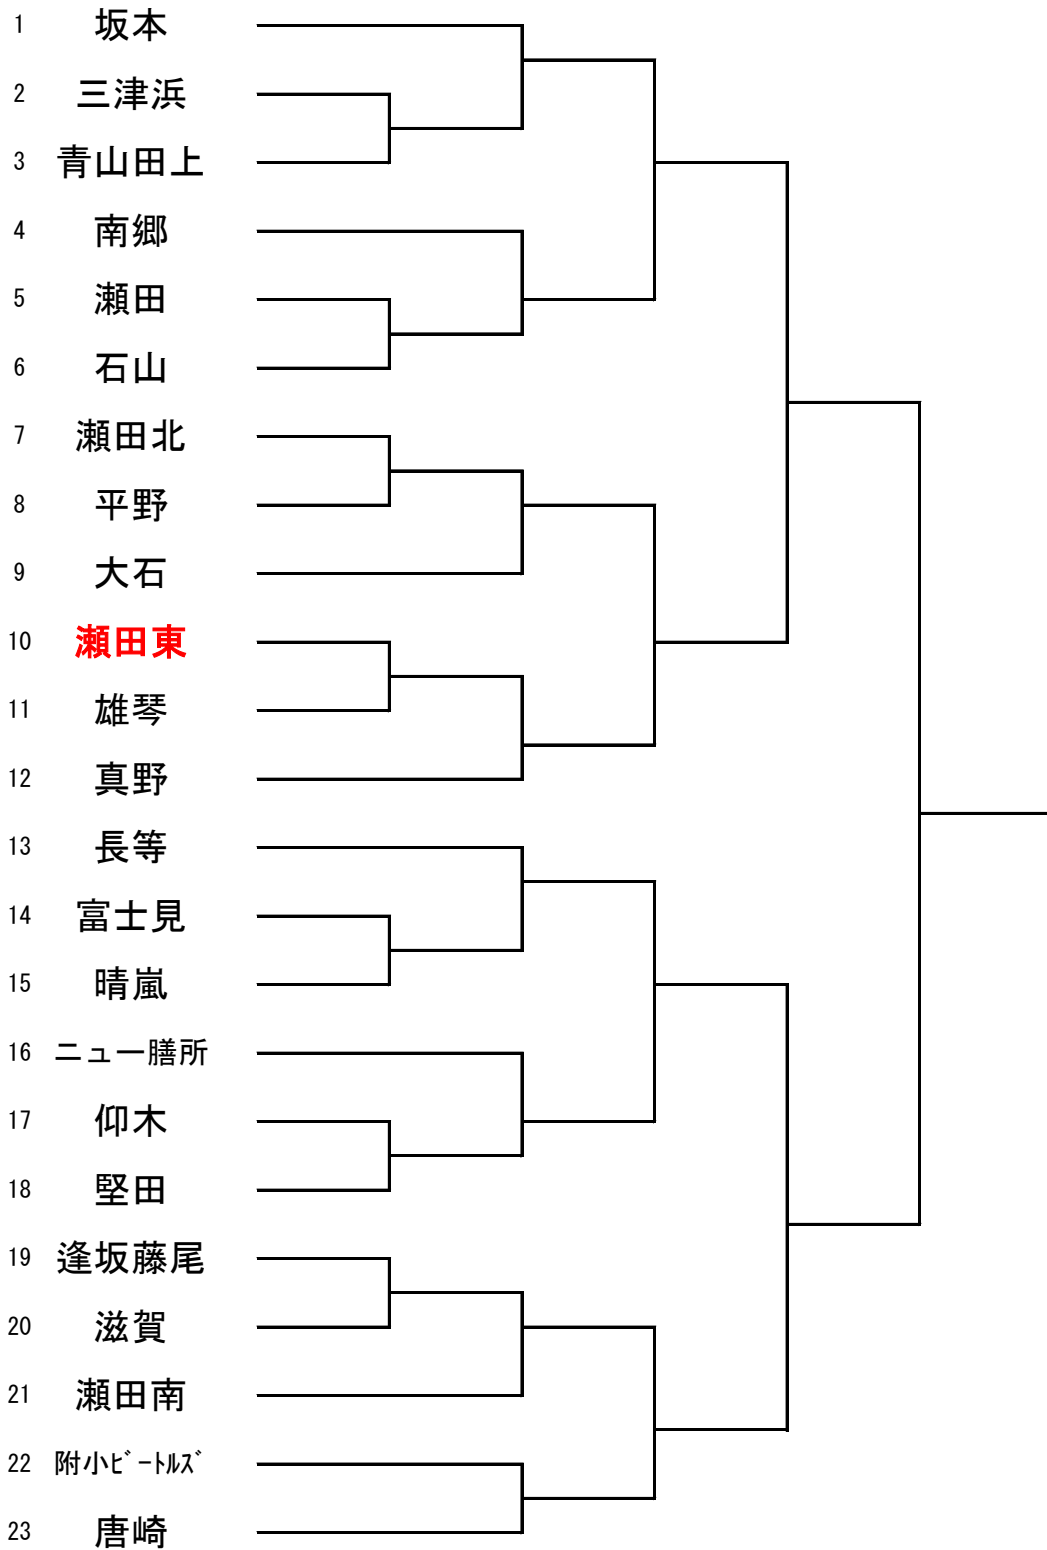 1 坂本
2 三津浜
3 青山田上
4 南郷
5 瀬田
6 石山
7 瀬田北
8 平野
9 大石
10 瀬田東
11 雄琴
12 真野
13 長等
14 富士見
15 晴嵐
16 ニュー膳所
17 仰木
18 堅田
19 逢坂藤尾
20 滋賀
21 瀬田南
22 附小ﾋﾞｰﾄﾙｽﾞ
23 唐崎